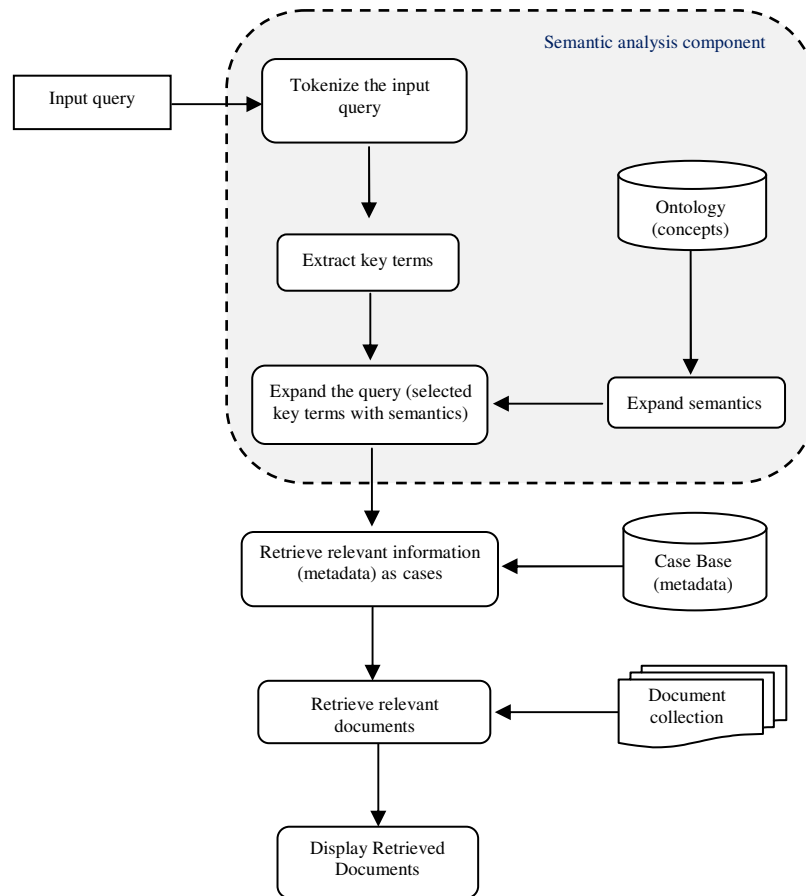 Semantic analysis component
Input query
Tokenize the input
query
Ontology
(concepts)
Extract key terms
Expand the query (selected
key terms with semantics)
Expand semantics
Retrieve relevant information
(metadata) as cases
Case Base
(metadata)
Retrieve relevant
documents
Document
collection
Display Retrieved
Documents